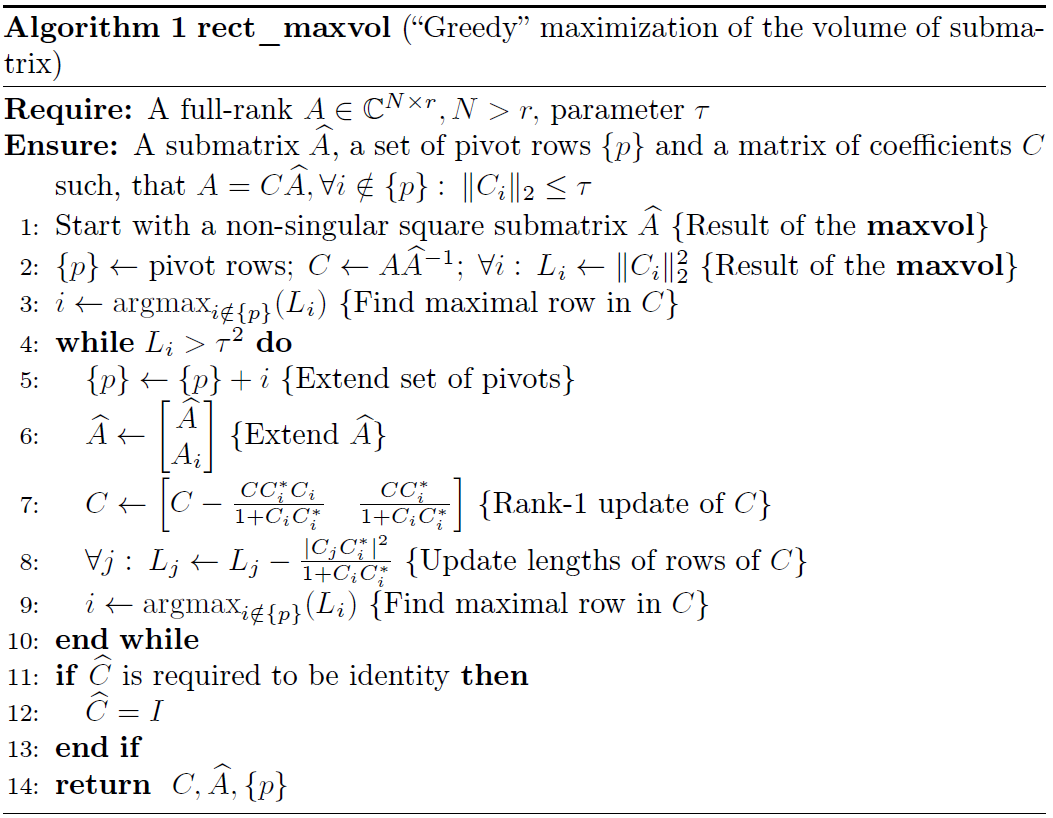 Algorithm 1 rect_maxvol (“Greedy” maximization of the volume of subma-
trix)
Require: A full-rank $A \in \mathbb{C}^{N \times r}, N > r$, parameter $\tau$
Ensure: A submatrix $\widehat{A}$, a set of pivot rows $\{p\}$ and a matrix of coefficients $C$
such, that $A = C\widehat{A}, \forall i \notin \{p\} : \|C_i\|_2 \leq \tau$
1: Start with a non-singular square submatrix $\widehat{A}$ {Result of the maxvol}
2: $\{p\} \leftarrow$ pivot rows; $C \leftarrow A\widehat{A}^{-1}$; $\forall i : L_i \leftarrow \|C_i\|_2^2$ {Result of the maxvol}
3: $i \leftarrow \mathrm{argmax}_{i \notin \{p\}}(L_i)$ {Find maximal row in $C$}
4: while $L_i > \tau^2$ do
5: $\{p\} \leftarrow \{p\} + i$ {Extend set of pivots}
6: $\widehat{A} \leftarrow \begin{bmatrix} \widehat{A} \\ A_i \end{bmatrix}$ {Extend $\widehat{A}$}
7: $C \leftarrow \begin{bmatrix} C - \frac{CC_i^*C_i}{1+C_iC_i^*} & \frac{CC_i^*}{1+C_iC_i^*} \end{bmatrix}$ {Rank-1 update of $C$}
8: $\forall j : L_j \leftarrow L_j - \frac{|C_jC_i^*|^2}{1+C_iC_i^*}$ {Update lengths of rows of $C$}
9: $i \leftarrow \mathrm{argmax}_{i \notin \{p\}}(L_i)$ {Find maximal row in $C$}
10: end while
11: if $\widehat{C}$ is required to be identity then
12: $\widehat{C} = I$
13: end if
14: return $C, \widehat{A}, \{p\}$